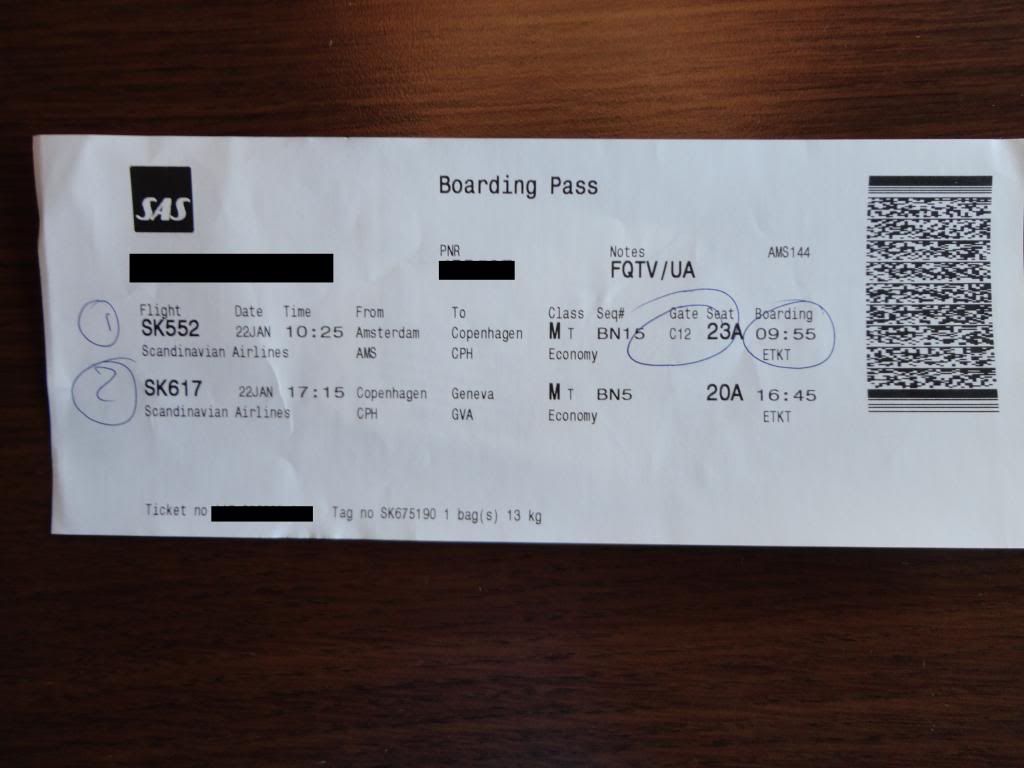 SAS
Boarding Pass
PNR Notes AMS144
FQTV/UA
Flight Date Time From To Class Seq# Gate Seat Boarding
1 SK552 22JAN 10:25 Amsterdam Copenhagen M T BN15 C12 23A 09:55
Scandinavian Airlines AMS CPH Economy ETKT
2 SK617 22JAN 17:15 Copenhagen Geneva M T BN5 20A 16:45
Scandinavian Airlines CPH GVA Economy ETKT
Ticket no Tag no SK675190 1 bag(s) 13 kg